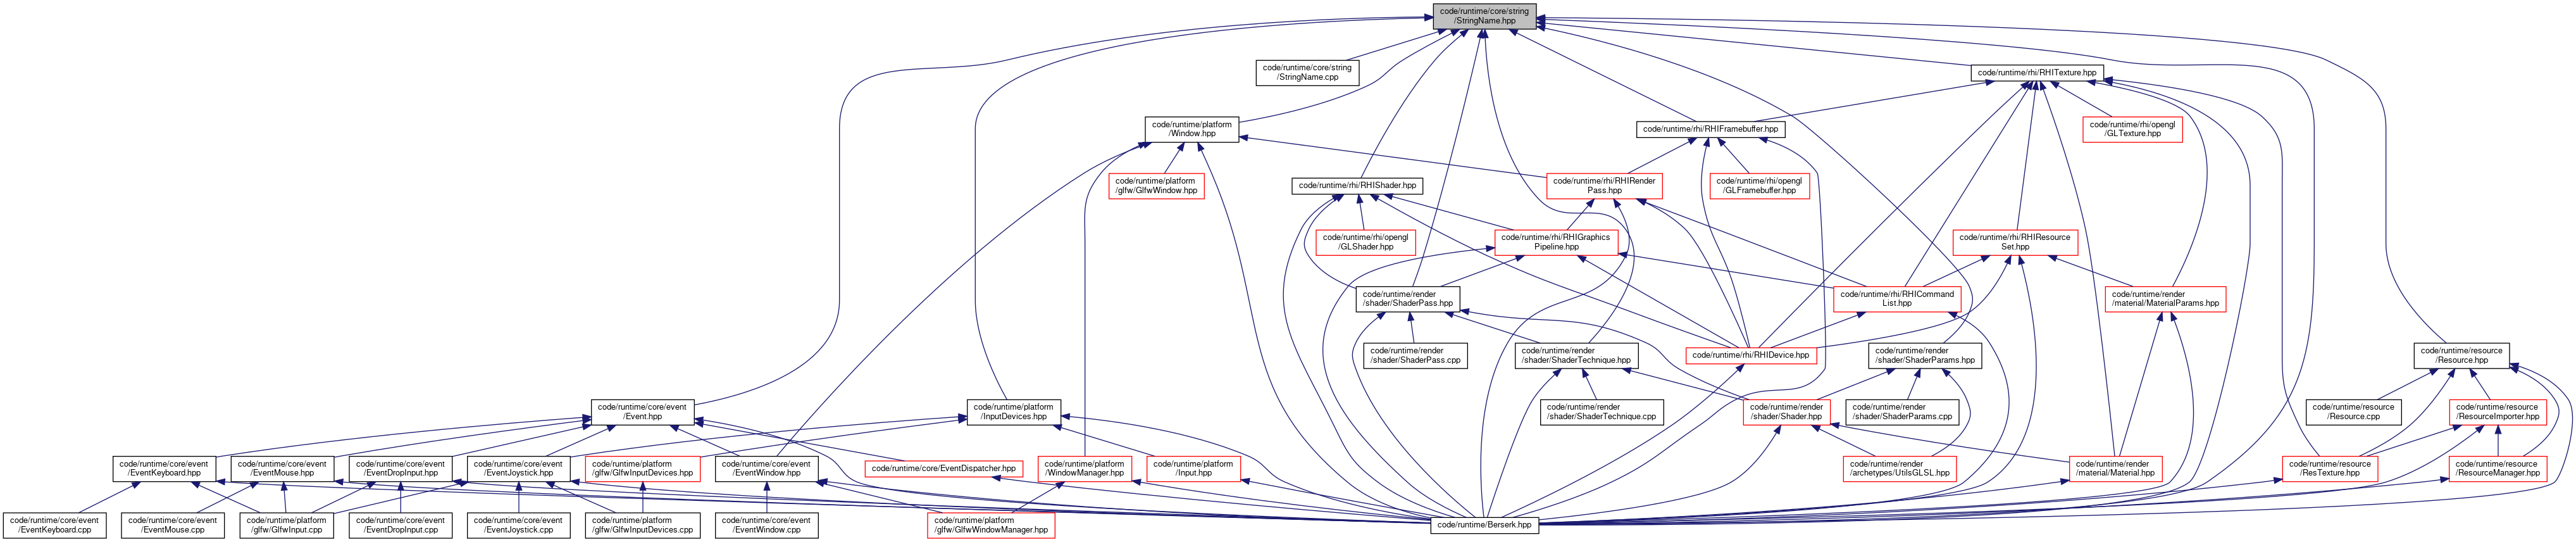 code/runtime/core/string
/StringName.hpp
code/runtime/core/string
/StringName.cpp
code/runtime/rhi/RHITexture.hpp
code/runtime/platform
/Window.hpp
code/runtime/rhi/RHIFramebuffer.hpp
code/runtime/rhi/opengl
/GLTexture.hpp
code/runtime/platform
/glfw/GlfwWindow.hpp
code/runtime/rhi/RHIShader.hpp
code/runtime/rhi/RHIRender
Pass.hpp
code/runtime/rhi/opengl
/GLFramebuffer.hpp
code/runtime/rhi/opengl
/GLShader.hpp
code/runtime/rhi/RHIGraphics
Pipeline.hpp
code/runtime/rhi/RHIResource
Set.hpp
code/runtime/render
/shader/ShaderPass.hpp
code/runtime/rhi/RHICommand
List.hpp
code/runtime/render
/material/MaterialParams.hpp
code/runtime/render
/shader/ShaderPass.cpp
code/runtime/render
/shader/ShaderTechnique.hpp
code/runtime/rhi/RHIDevice.hpp
code/runtime/render
/shader/ShaderParams.hpp
code/runtime/resource
/Resource.hpp
code/runtime/core/event
/Event.hpp
code/runtime/platform
/InputDevices.hpp
code/runtime/render
/shader/ShaderTechnique.cpp
code/runtime/render
/shader/Shader.hpp
code/runtime/render
/shader/ShaderParams.cpp
code/runtime/resource
/Resource.cpp
code/runtime/resource
/ResourceImporter.hpp
code/runtime/core/event
/EventKeyboard.hpp
code/runtime/core/event
/EventMouse.hpp
code/runtime/core/event
/EventDropInput.hpp
code/runtime/core/event
/EventJoystick.hpp
code/runtime/platform
/glfw/GlfwInputDevices.hpp
code/runtime/core/event
/EventWindow.hpp
code/runtime/core/EventDispatcher.hpp
code/runtime/platform
/WindowManager.hpp
code/runtime/platform
/Input.hpp
code/runtime/render
/archetypes/UtilsGLSL.hpp
code/runtime/render
/material/Material.hpp
code/runtime/resource
/ResTexture.hpp
code/runtime/resource
/ResourceManager.hpp
code/runtime/core/event
/EventKeyboard.cpp
code/runtime/core/event
/EventMouse.cpp
code/runtime/platform
/glfw/GlfwInput.cpp
code/runtime/core/event
/EventDropInput.cpp
code/runtime/core/event
/EventJoystick.cpp
code/runtime/platform
/glfw/GlfwInputDevices.cpp
code/runtime/core/event
/EventWindow.cpp
code/runtime/platform
/glfw/GlfwWindowManager.hpp
code/runtime/Berserk.hpp